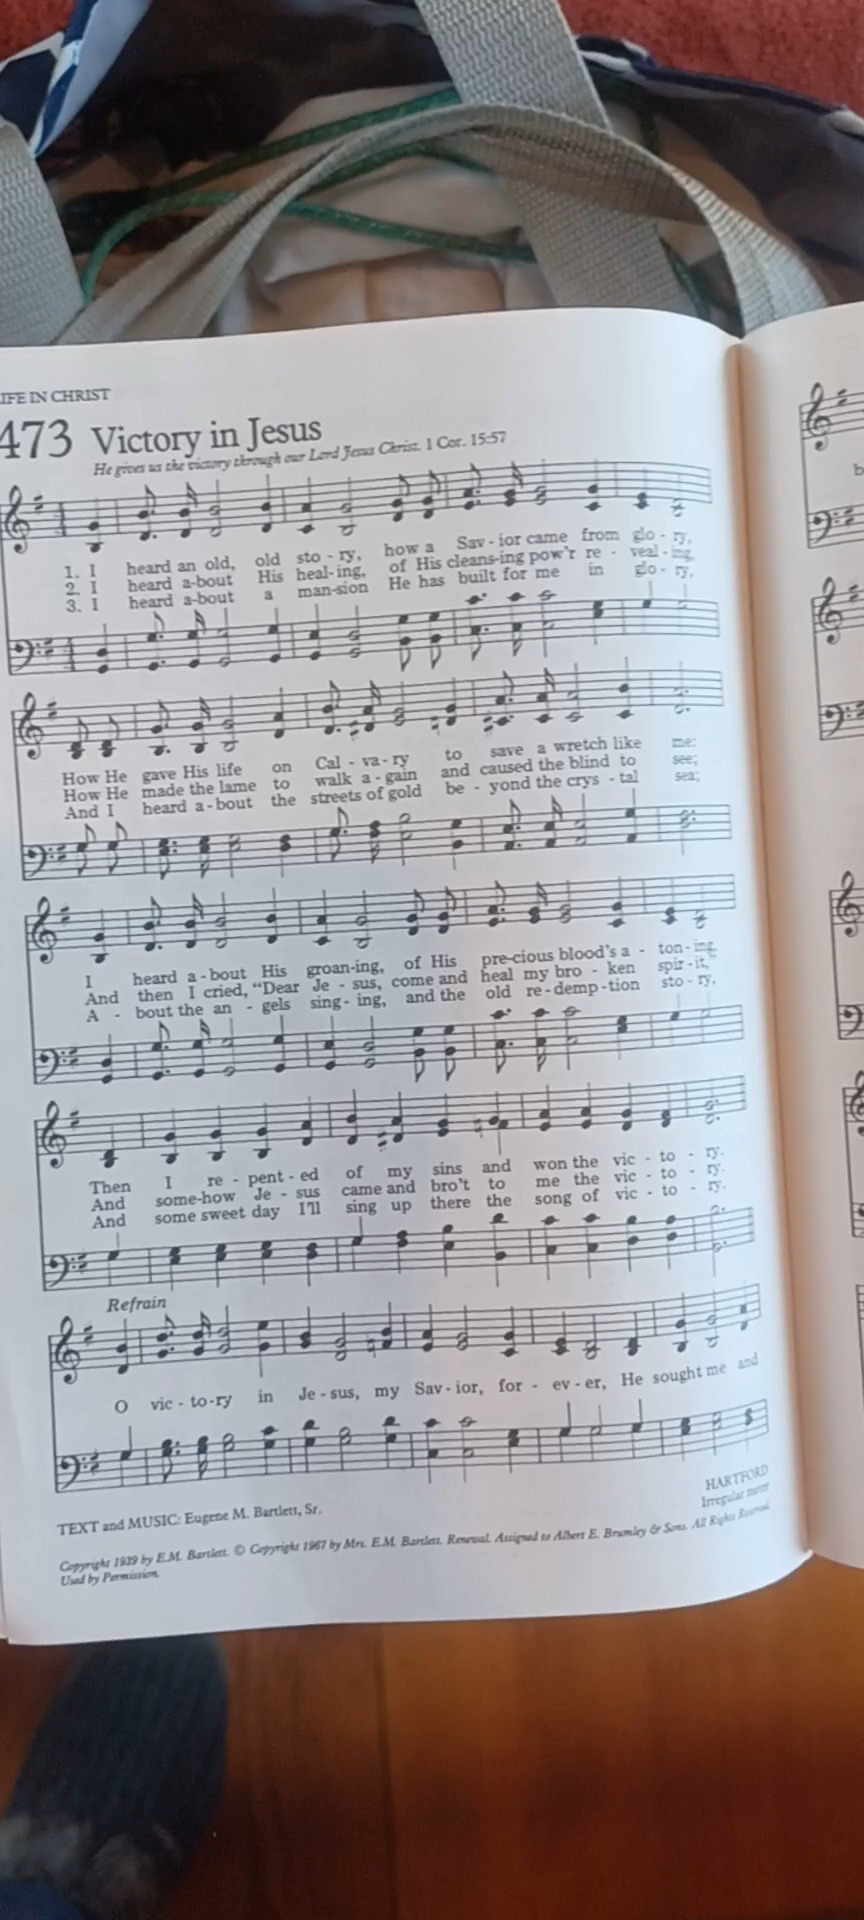 LIFE IN CHRIST
473 Victory in Jesus
He gives us the victory through our Lord Jesus Christ. 1 Cor. 15:57
1. I heard an old, old sto - ry, how a Sav - ior came from glo - ry,
2. I heard a-bout His heal-ing, of His cleans-ing pow'r re - veal - ing,
3. I heard a-bout a man-sion He has built for me in glo - ry,
How He gave His life on Cal - va - ry to save a wretch like me:
How He made the lame to walk a - gain and caused the blind to see;
And I heard a - bout the streets of gold be - yond the crys - tal sea;
I heard a - bout His groan-ing, of His pre-cious blood's a - ton - ing,
And then I cried, "Dear Je - sus, come and heal my bro - ken spir - it,"
A - bout the an - gels sing - ing, and the old re - demp - tion sto - ry,
Then I re - pent - ed of my sins and won the vic - to - ry.
And some-how Je - sus came and bro't to me the vic - to - ry.
And some sweet day I'll sing up there the song of vic - to - ry.
Refrain
O vic - to - ry in Je - sus, my Sav - ior, for - ev - er, He sought me and
TEXT and MUSIC: Eugene M. Bartlett, Sr.
HARTFORD
Irregular meter
Copyright 1939 by E.M. Bartlett. © Copyright 1967 by Mrs. E.M. Bartlett. Renewal. Assigned to Albert E. Brumley & Sons. All Rights Reserved.
Used by Permission.